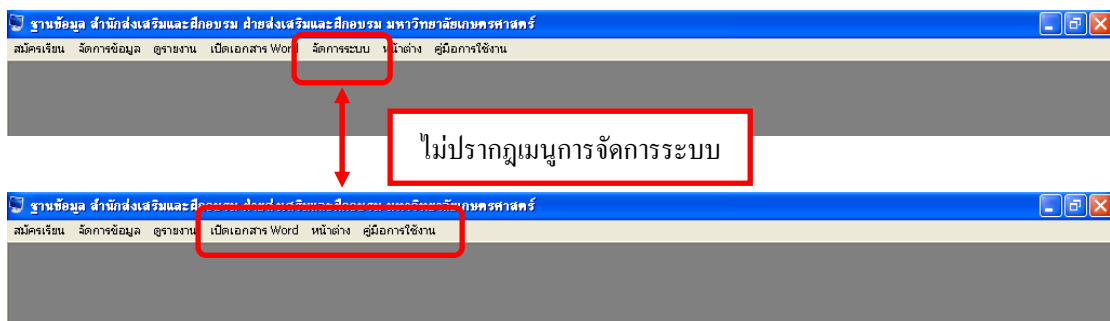 ฐานข้อมูล สำนักส่งเสริมและฝึกอบรม ฝ่ายส่งเสริมและฝึกอบรม มหาวิทยาลัยเกษตรศาสตร์
สมัครเรียน จัดการข้อมูล ดูรายงาน เปิดเอกสาร Word จัดการระบบ หน้าต่าง คู่มือการใช้งาน
ไม่ปรากฎเมนูการจัดการระบบ
ฐานข้อมูล สำนักส่งเสริมและฝึกอบรม ฝ่ายส่งเสริมและฝึกอบรม มหาวิทยาลัยเกษตรศาสตร์
สมัครเรียน จัดการข้อมูล ดูรายงาน เปิดเอกสาร Word หน้าต่าง คู่มือการใช้งาน